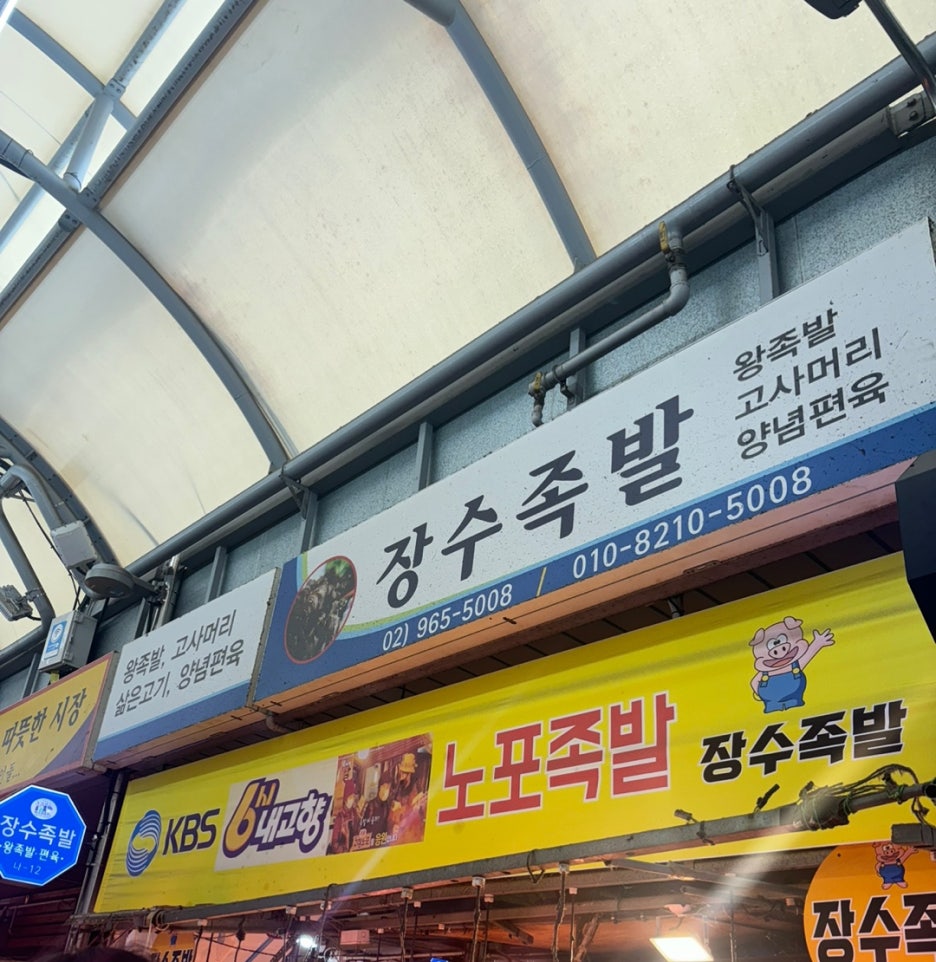 왕족발
고사머리
양념편육
장수족발
02) 965-5008 / 010-8210-5008
왕족발, 고사머리
삶은고기, 양념편육
따뜻한 시장
장수족발
왕족발·편육
나-12
KBS
6시
내고향
노포족발
장수족발
장수족